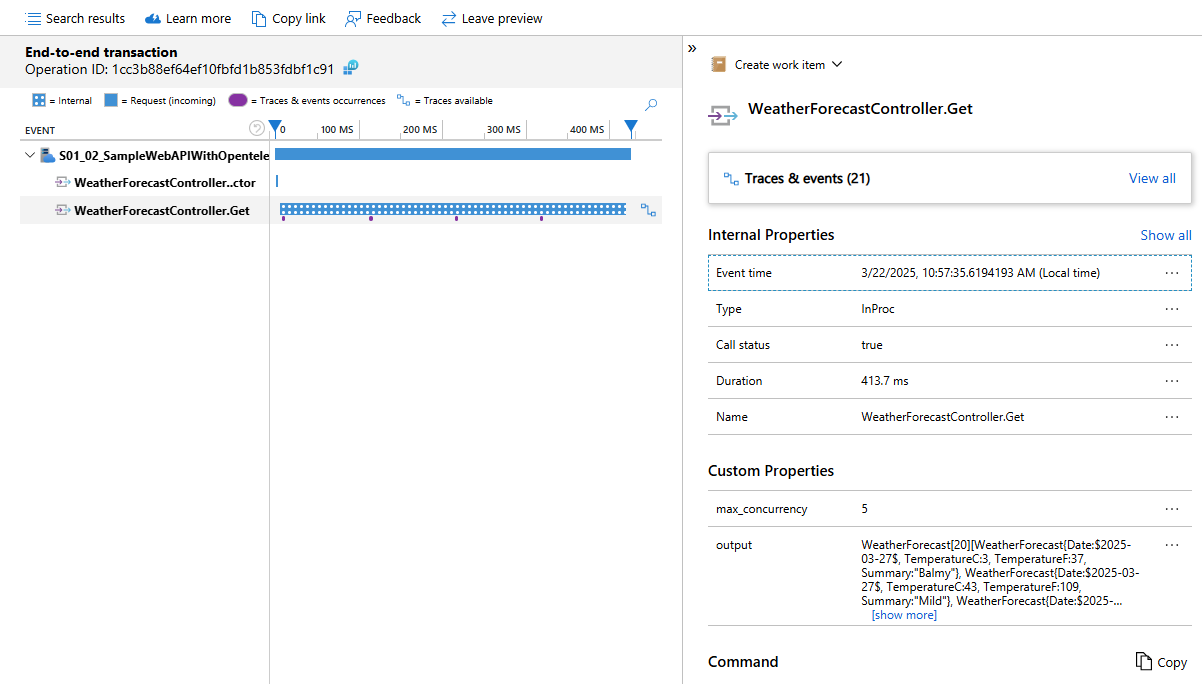 Search results Learn more Copy link Feedback Leave preview
End-to-end transaction
Operation ID: 1cc3b88ef64ef10fbfd1b853fdbf1c91
= Internal = Request (incoming) = Traces & events occurrences = Traces available
EVENT ? 0 100 MS 200 MS 300 MS 400 MS
S01_02_SampleWebAPIWithOpentele
WeatherForecastController..ctor
WeatherForecastController.Get
»
Create work item
WeatherForecastController.Get
Traces & events (21) View all
Internal Properties Show all
Event time 3/22/2025, 10:57:35.6194193 AM (Local time) ...
Type InProc ...
Call status true ...
Duration 413.7 ms ...
Name WeatherForecastController.Get ...
Custom Properties
max_concurrency 5 ...
output WeatherForecast[20][WeatherForecast{Date:$2025- ...
03-27$, TemperatureC:3, TemperatureF:37,
Summary:"Balmy"}, WeatherForecast{Date:$2025-03-
27$, TemperatureC:43, TemperatureF:109,
Summary:"Mild"}, WeatherForecast{Date:$2025-...
[show more]
Command Copy